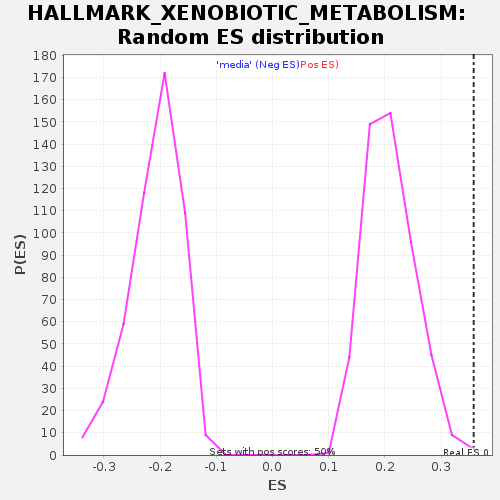 HALLMARK_XENOBIOTIC_METABOLISM:
Random ES distribution
'media' (Neg ES)Pos ES)
P(ES)
180
170
160
150
140
130
120
110
100
90
80
70
60
50
40
30
20
10
0
Sets with pos scores: 50%
Real ES 0
-0.3 -0.2 -0.1 0.0 0.1 0.2 0.3
ES